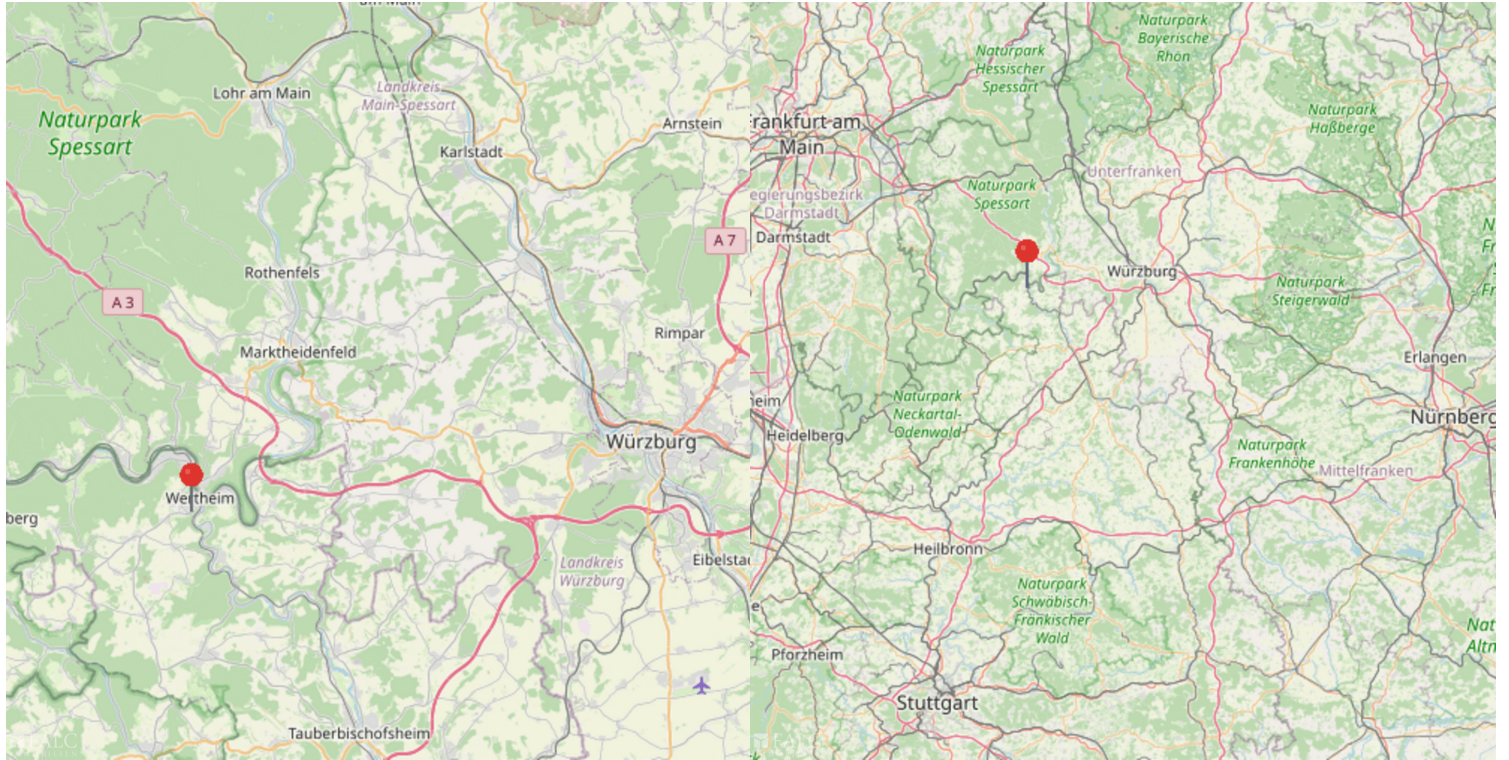 Lohr am Main
Landkreis
Main-Spessart
Naturpark
Spessart
Arnstein
Karlstadt
A 7
Rothenfels
A 3
Rimpar
Marktheidenfeld
Würzburg
Wertheim
berg
Landkreis
Würzburg
Eibelsta
Tauberbischofsheim
Naturpark
Bayerische
Rhön
Naturpark
Hessischer
Spessart
Naturpark
Haßberge
rankfurt am
Main
Unterfranken
Naturpark
Spessart
egierungsbezirk
Darmstadt
Darmstadt
Würzburg
Naturpark
Steigerwald
Erlangen
Naturpark
Neckartal-
Odenwald
heim
Heidelberg
Nürnberg
Naturpark
Frankenhöhe
Mittelfranken
Heilbronn
Naturpark
Schwäbisch-
Fränkischer
Wald
Nat
Altm
Pforzheim
Stuttgart